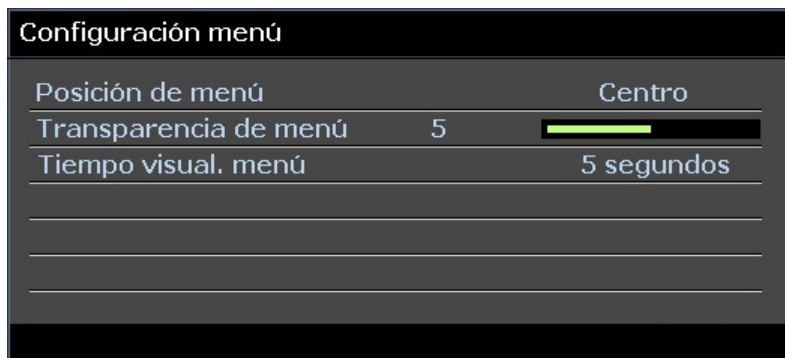 Configuración menú
Posición de menú Centro
Transparencia de menú 5
Tiempo visual. menú 5 segundos